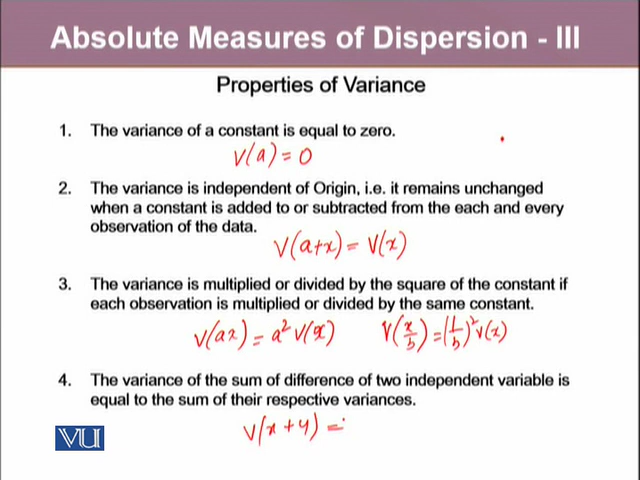 Absolute Measures of Dispersion - III
Properties of Variance
1. The variance of a constant is equal to zero.
V(a) = 0
2. The variance is independent of Origin, i.e. it remains unchanged
when a constant is added to or subtracted from the each and every
observation of the data.
V(a+x) = V(x)
3. The variance is multiplied or divided by the square of the constant if
each observation is multiplied or divided by the same constant.
V(ax) = a² V(x) V(x/b) = (1/b)² V(x)
4. The variance of the sum of difference of two independent variable is
equal to the sum of their respective variances.
V(x+y) =
VU